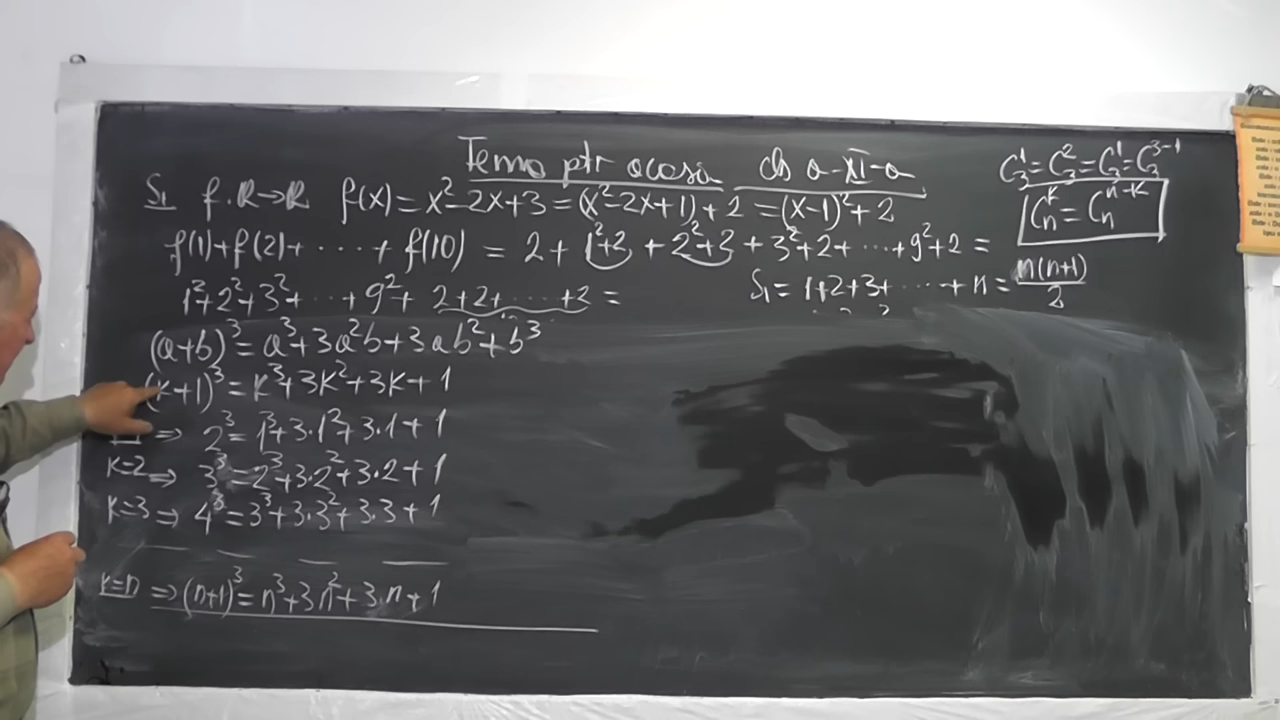 Tema ptr acasă cls a-XI-a
C₃¹=C₃²=C₃¹=C₃³⁻¹
S₁ f:R→R f(x)=x²-2x+3=(x²-2x+1)+2=(x-1)²+2
Cₙᵏ=Cₙⁿ⁻ᵏ
f(1)+f(2)+.....+f(10)=2+1²+2+2²+2+3²+2+...+9²+2=
1²+2²+3²+...+9²+2+2+....+2=
S₁=1+2+3+.....+n=n(n+1)/2
(a+b)³=a³+3a²b+3ab²+b³
(k+1)³=k³+3k²+3k+1
⇒ 2³=1³+3·1²+3·1+1
k=2⇒ 3³=2³+3·2²+3·2+1
k=3⇒ 4³=3³+3·3²+3·3+1
k=n⇒(n+1)³=n³+3n²+3·n+1